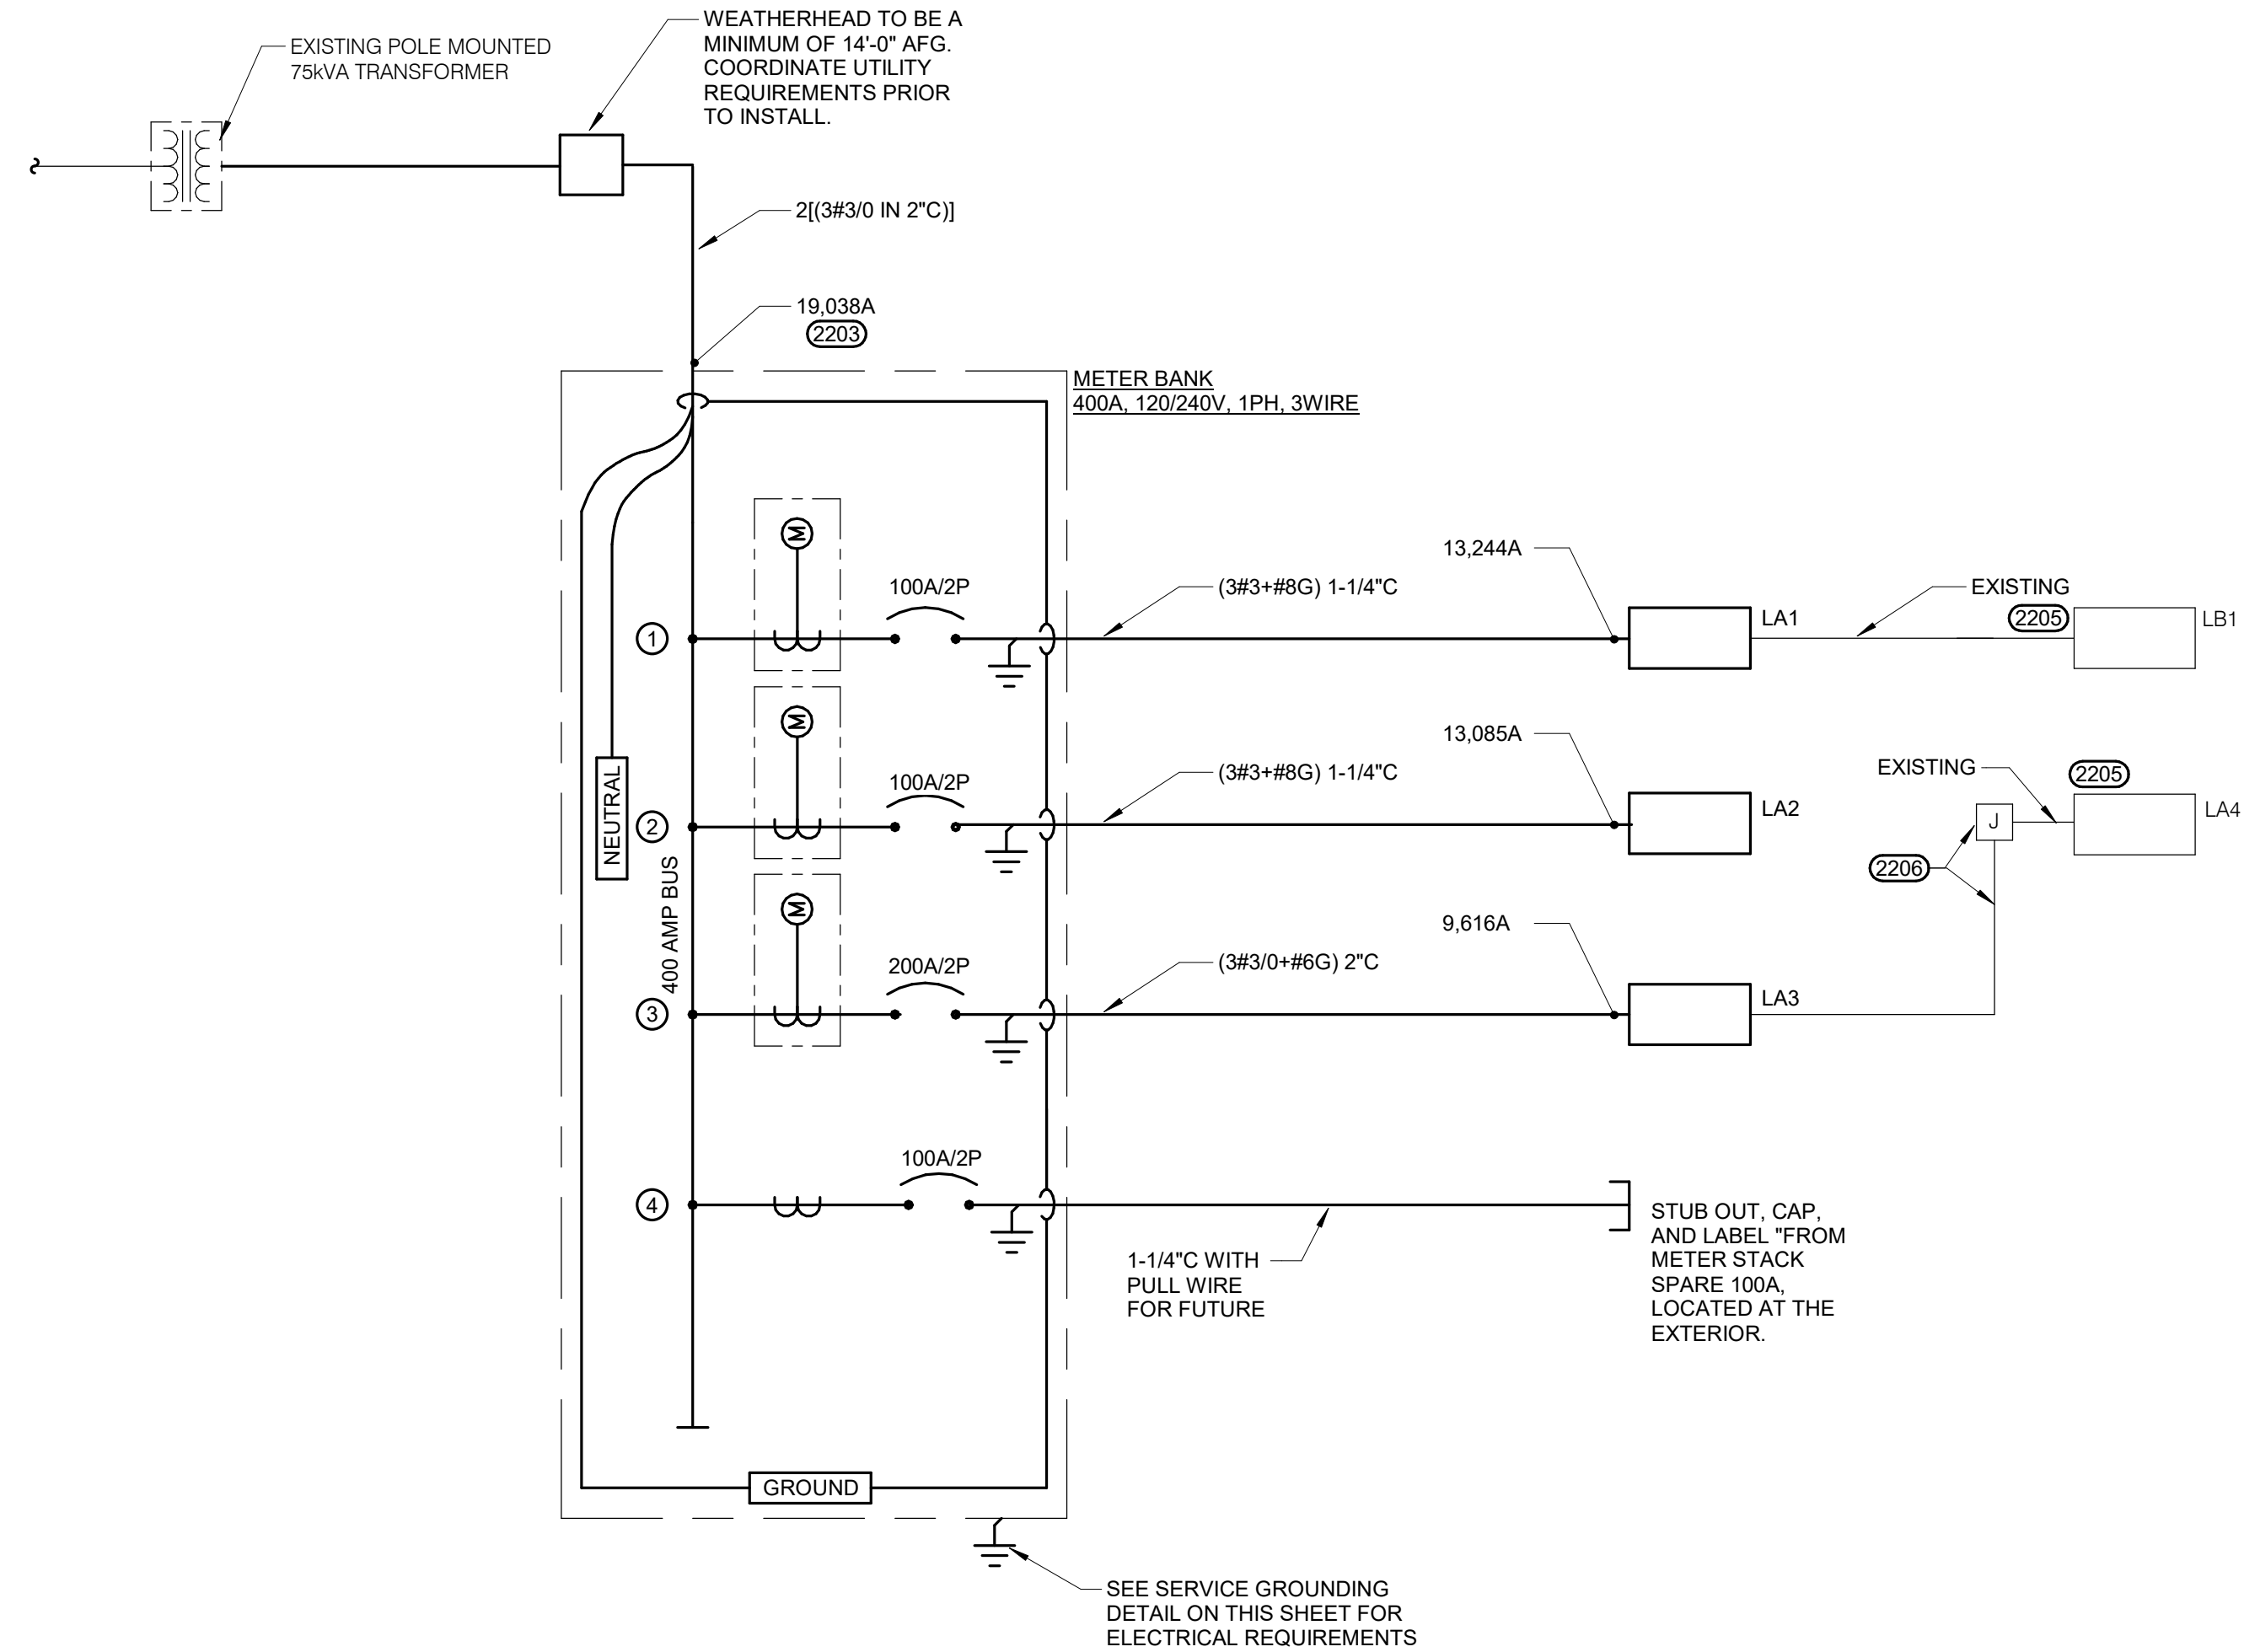 EXISTING POLE MOUNTED
75kVA TRANSFORMER
WEATHERHEAD TO BE A
MINIMUM OF 14'-0" AFG.
COORDINATE UTILITY
REQUIREMENTS PRIOR
TO INSTALL.
2[(3#3/0 IN 2"C)]
19,038A
2203
METER BANK
400A, 120/240V, 1PH, 3WIRE
M
100A/2P
1
(3#3+#8G) 1-1/4"C
13,244A
LA1
EXISTING
2205
LB1
M
100A/2P
2
(3#3+#8G) 1-1/4"C
13,085A
LA2
EXISTING
2205
J
LA4
2206
NEUTRAL
400 AMP BUS
M
200A/2P
3
(3#3/0+#6G) 2"C
9,616A
LA3
100A/2P
4
1-1/4"C WITH
PULL WIRE
FOR FUTURE
STUB OUT, CAP,
AND LABEL "FROM
METER STACK
SPARE 100A,
LOCATED AT THE
EXTERIOR.
GROUND
SEE SERVICE GROUNDING
DETAIL ON THIS SHEET FOR
ELECTRICAL REQUIREMENTS